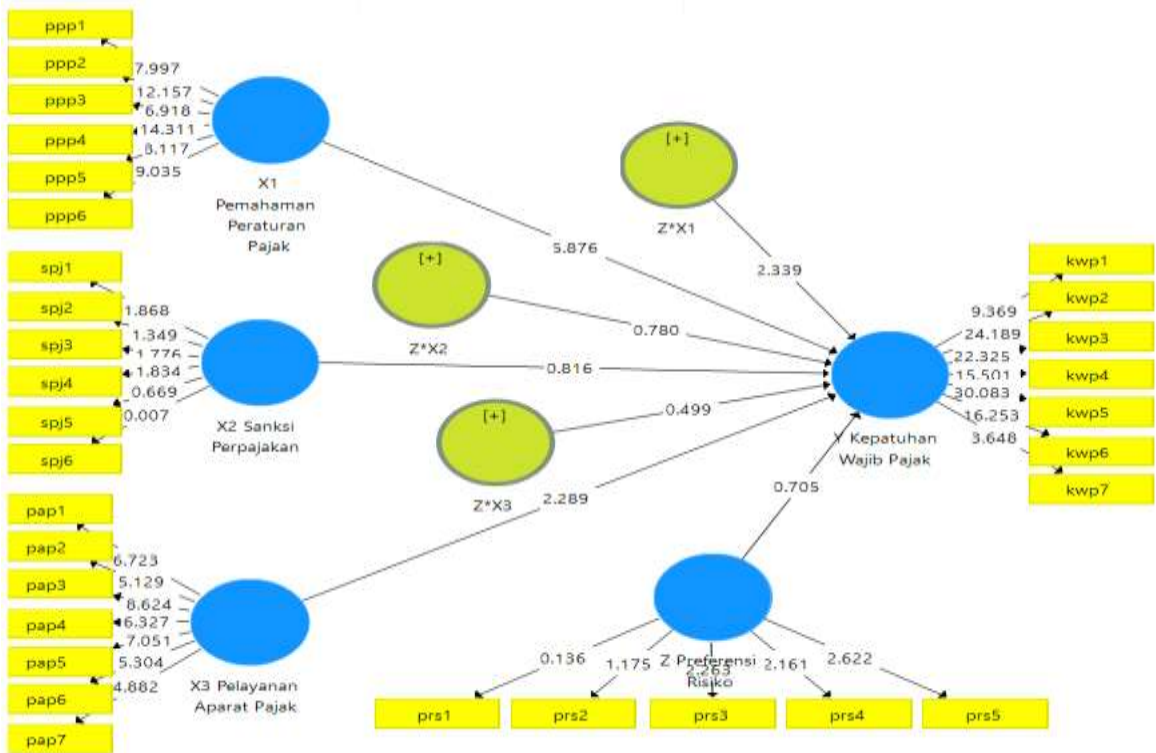 ppp1
ppp2
ppp3
ppp4
ppp5
ppp6
7.997
12.157
6.918
14.311
8.117
9.035
X1
Pemahaman
Peraturan
Pajak
[+]
Z*X1
5.876
2.339
spj1
spj2
spj3
spj4
spj5
spj6
1.868
1.349
1.776
1.834
0.669
0.007
X2 Sanksi
Perpajakan
[+]
Z*X2
0.780
0.816
[+]
Z*X3
0.499
2.289
pap1
pap2
pap3
pap4
pap5
pap6
pap7
6.723
5.129
8.624
6.327
7.051
5.304
4.882
X3 Pelayanan
Aparat Pajak
Y Kepatuhan
Wajib Pajak
9.369
24.189
22.325
15.501
30.083
16.253
3.648
kwp1
kwp2
kwp3
kwp4
kwp5
kwp6
kwp7
0.705
Z Preferensi
Risiko
0.136
1.175
2.263
2.161
2.622
prs1
prs2
prs3
prs4
prs5